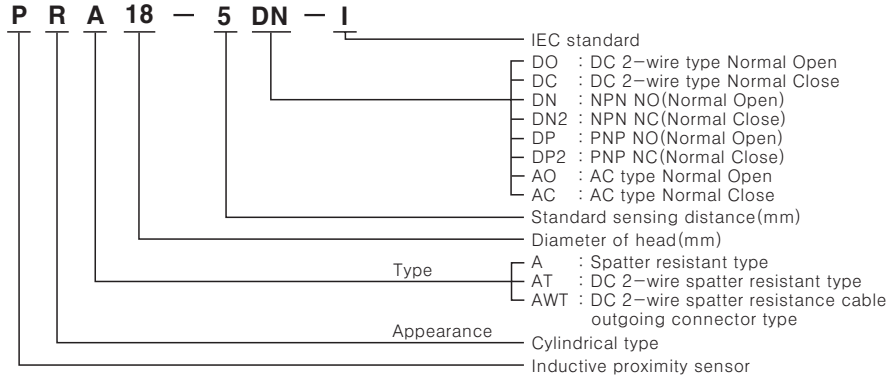 P R A 18 － 5 DN － I
IEC standard
DO : DC 2-wire type Normal Open
DC : DC 2-wire type Normal Close
DN : NPN NO(Normal Open)
DN2 : NPN NC(Normal Close)
DP : PNP NO(Normal Open)
DP2 : PNP NC(Normal Close)
AO : AC type Normal Open
AC : AC type Normal Close
Standard sensing distance(mm)
Diameter of head(mm)
Type
A : Spatter resistant type
AT : DC 2-wire spatter resistant type
AWT : DC 2-wire spatter resistance cable
outgoing connector type
Appearance
Cylindrical type
Inductive proximity sensor